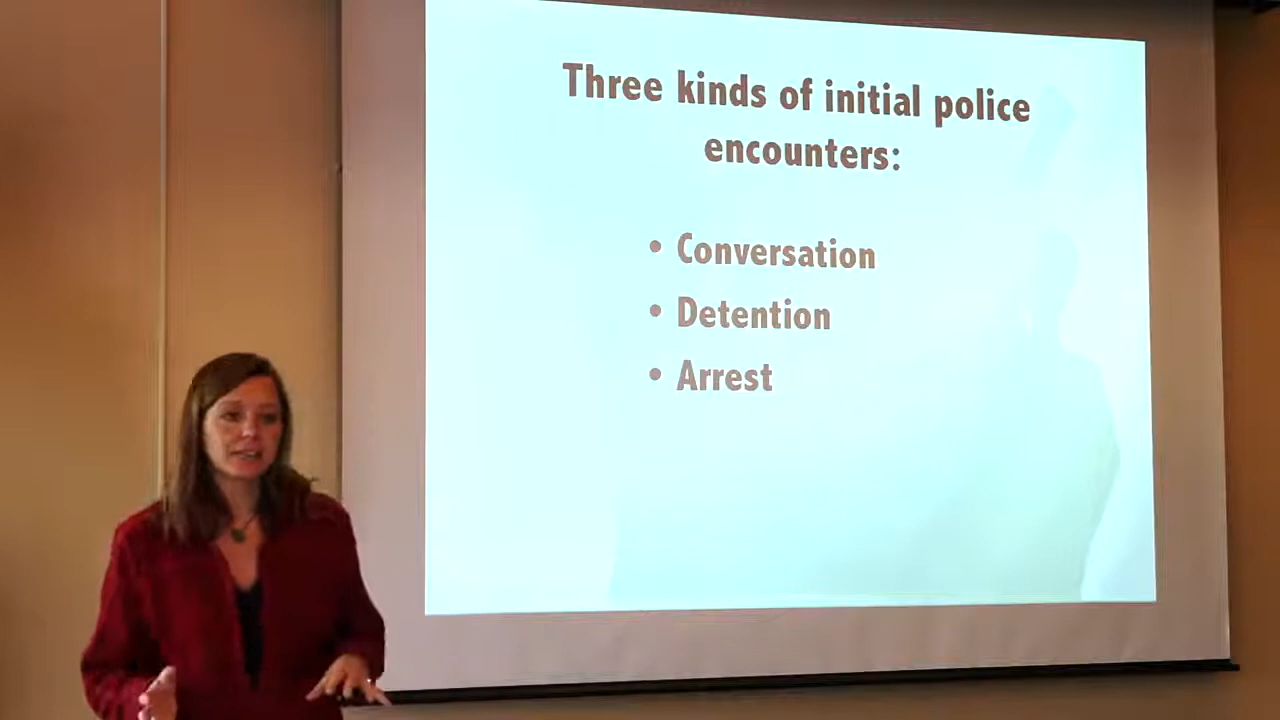 Three kinds of initial police
encounters:
• Conversation
• Detention
• Arrest